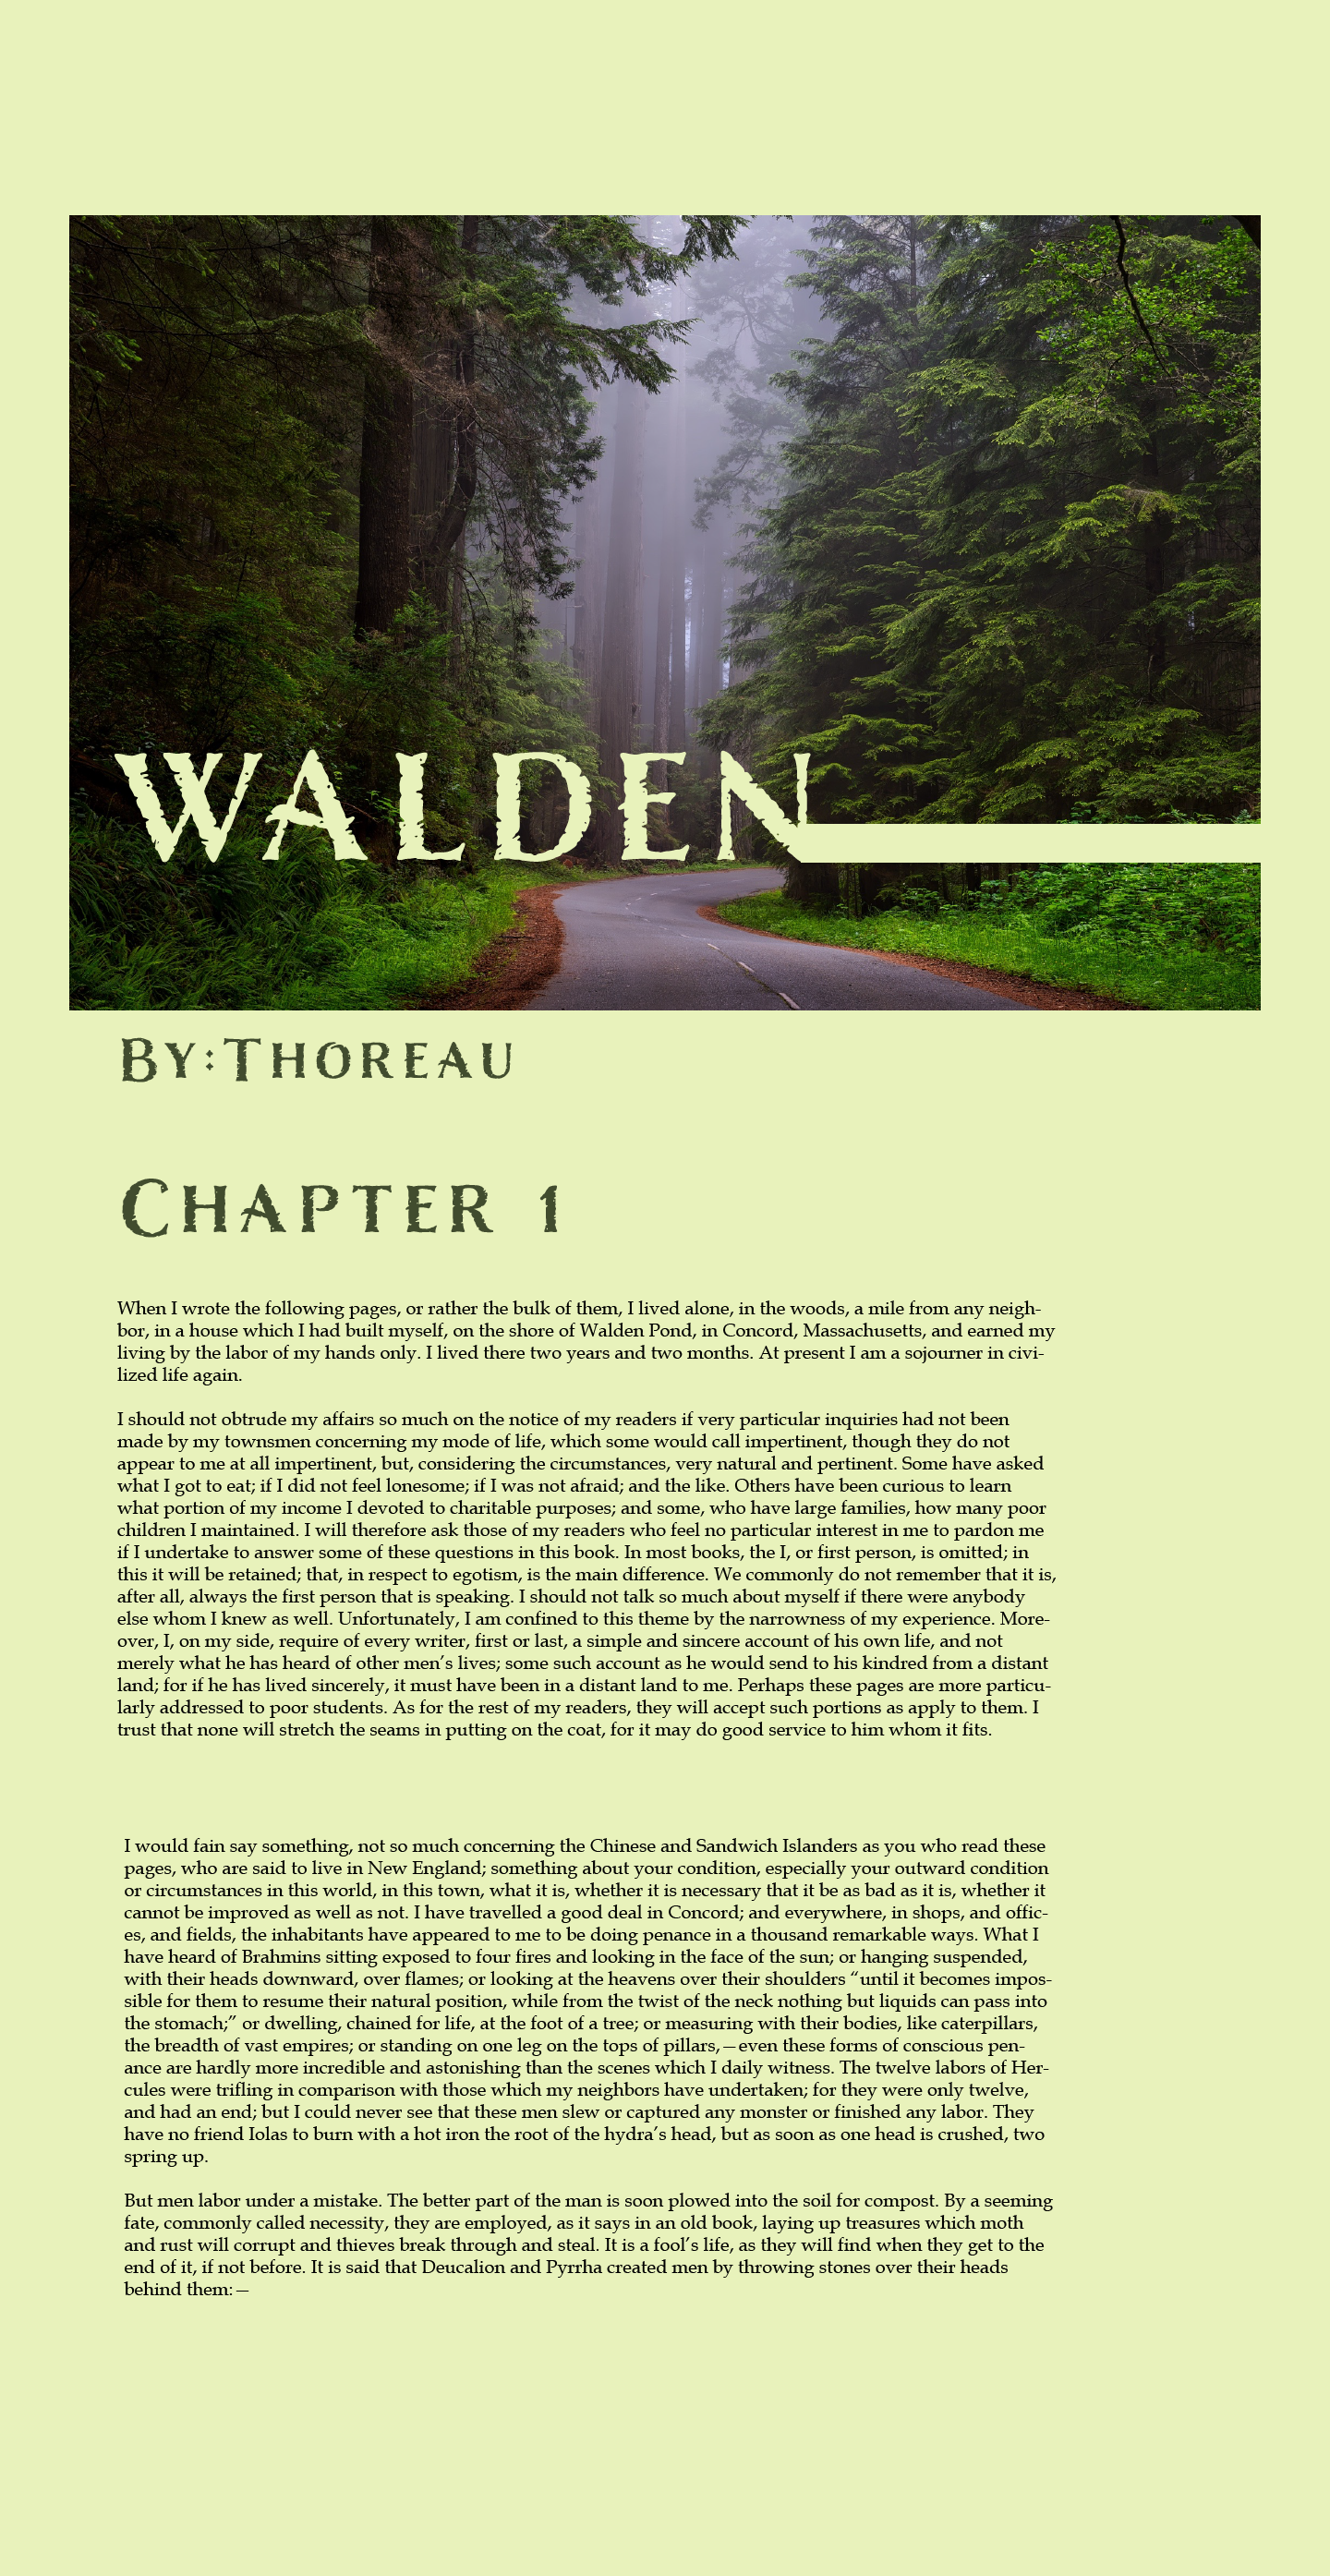 WALDEN
By:Thoreau
Chapter 1
When I wrote the following pages, or rather the bulk of them, I lived alone, in the woods, a mile from any neigh-
bor, in a house which I had built myself, on the shore of Walden Pond, in Concord, Massachusetts, and earned my
living by the labor of my hands only. I lived there two years and two months. At present I am a sojourner in civi-
lized life again.
I should not obtrude my affairs so much on the notice of my readers if very particular inquiries had not been
made by my townsmen concerning my mode of life, which some would call impertinent, though they do not
appear to me at all impertinent, but, considering the circumstances, very natural and pertinent. Some have asked
what I got to eat; if I did not feel lonesome; if I was not afraid; and the like. Others have been curious to learn
what portion of my income I devoted to charitable purposes; and some, who have large families, how many poor
children I maintained. I will therefore ask those of my readers who feel no particular interest in me to pardon me
if I undertake to answer some of these questions in this book. In most books, the I, or first person, is omitted; in
this it will be retained; that, in respect to egotism, is the main difference. We commonly do not remember that it is,
after all, always the first person that is speaking. I should not talk so much about myself if there were anybody
else whom I knew as well. Unfortunately, I am confined to this theme by the narrowness of my experience. More-
over, I, on my side, require of every writer, first or last, a simple and sincere account of his own life, and not
merely what he has heard of other men’s lives; some such account as he would send to his kindred from a distant
land; for if he has lived sincerely, it must have been in a distant land to me. Perhaps these pages are more particu-
larly addressed to poor students. As for the rest of my readers, they will accept such portions as apply to them. I
trust that none will stretch the seams in putting on the coat, for it may do good service to him whom it fits.
I would fain say something, not so much concerning the Chinese and Sandwich Islanders as you who read these
pages, who are said to live in New England; something about your condition, especially your outward condition
or circumstances in this world, in this town, what it is, whether it is necessary that it be as bad as it is, whether it
cannot be improved as well as not. I have travelled a good deal in Concord; and everywhere, in shops, and offic-
es, and fields, the inhabitants have appeared to me to be doing penance in a thousand remarkable ways. What I
have heard of Brahmins sitting exposed to four fires and looking in the face of the sun; or hanging suspended,
with their heads downward, over flames; or looking at the heavens over their shoulders “until it becomes impos-
sible for them to resume their natural position, while from the twist of the neck nothing but liquids can pass into
the stomach;” or dwelling, chained for life, at the foot of a tree; or measuring with their bodies, like caterpillars,
the breadth of vast empires; or standing on one leg on the tops of pillars,—even these forms of conscious pen-
ance are hardly more incredible and astonishing than the scenes which I daily witness. The twelve labors of Her-
cules were trifling in comparison with those which my neighbors have undertaken; for they were only twelve,
and had an end; but I could never see that these men slew or captured any monster or finished any labor. They
have no friend Iolas to burn with a hot iron the root of the hydra’s head, but as soon as one head is crushed, two
spring up.
But men labor under a mistake. The better part of the man is soon plowed into the soil for compost. By a seeming
fate, commonly called necessity, they are employed, as it says in an old book, laying up treasures which moth
and rust will corrupt and thieves break through and steal. It is a fool’s life, as they will find when they get to the
end of it, if not before. It is said that Deucalion and Pyrrha created men by throwing stones over their heads
behind them:—